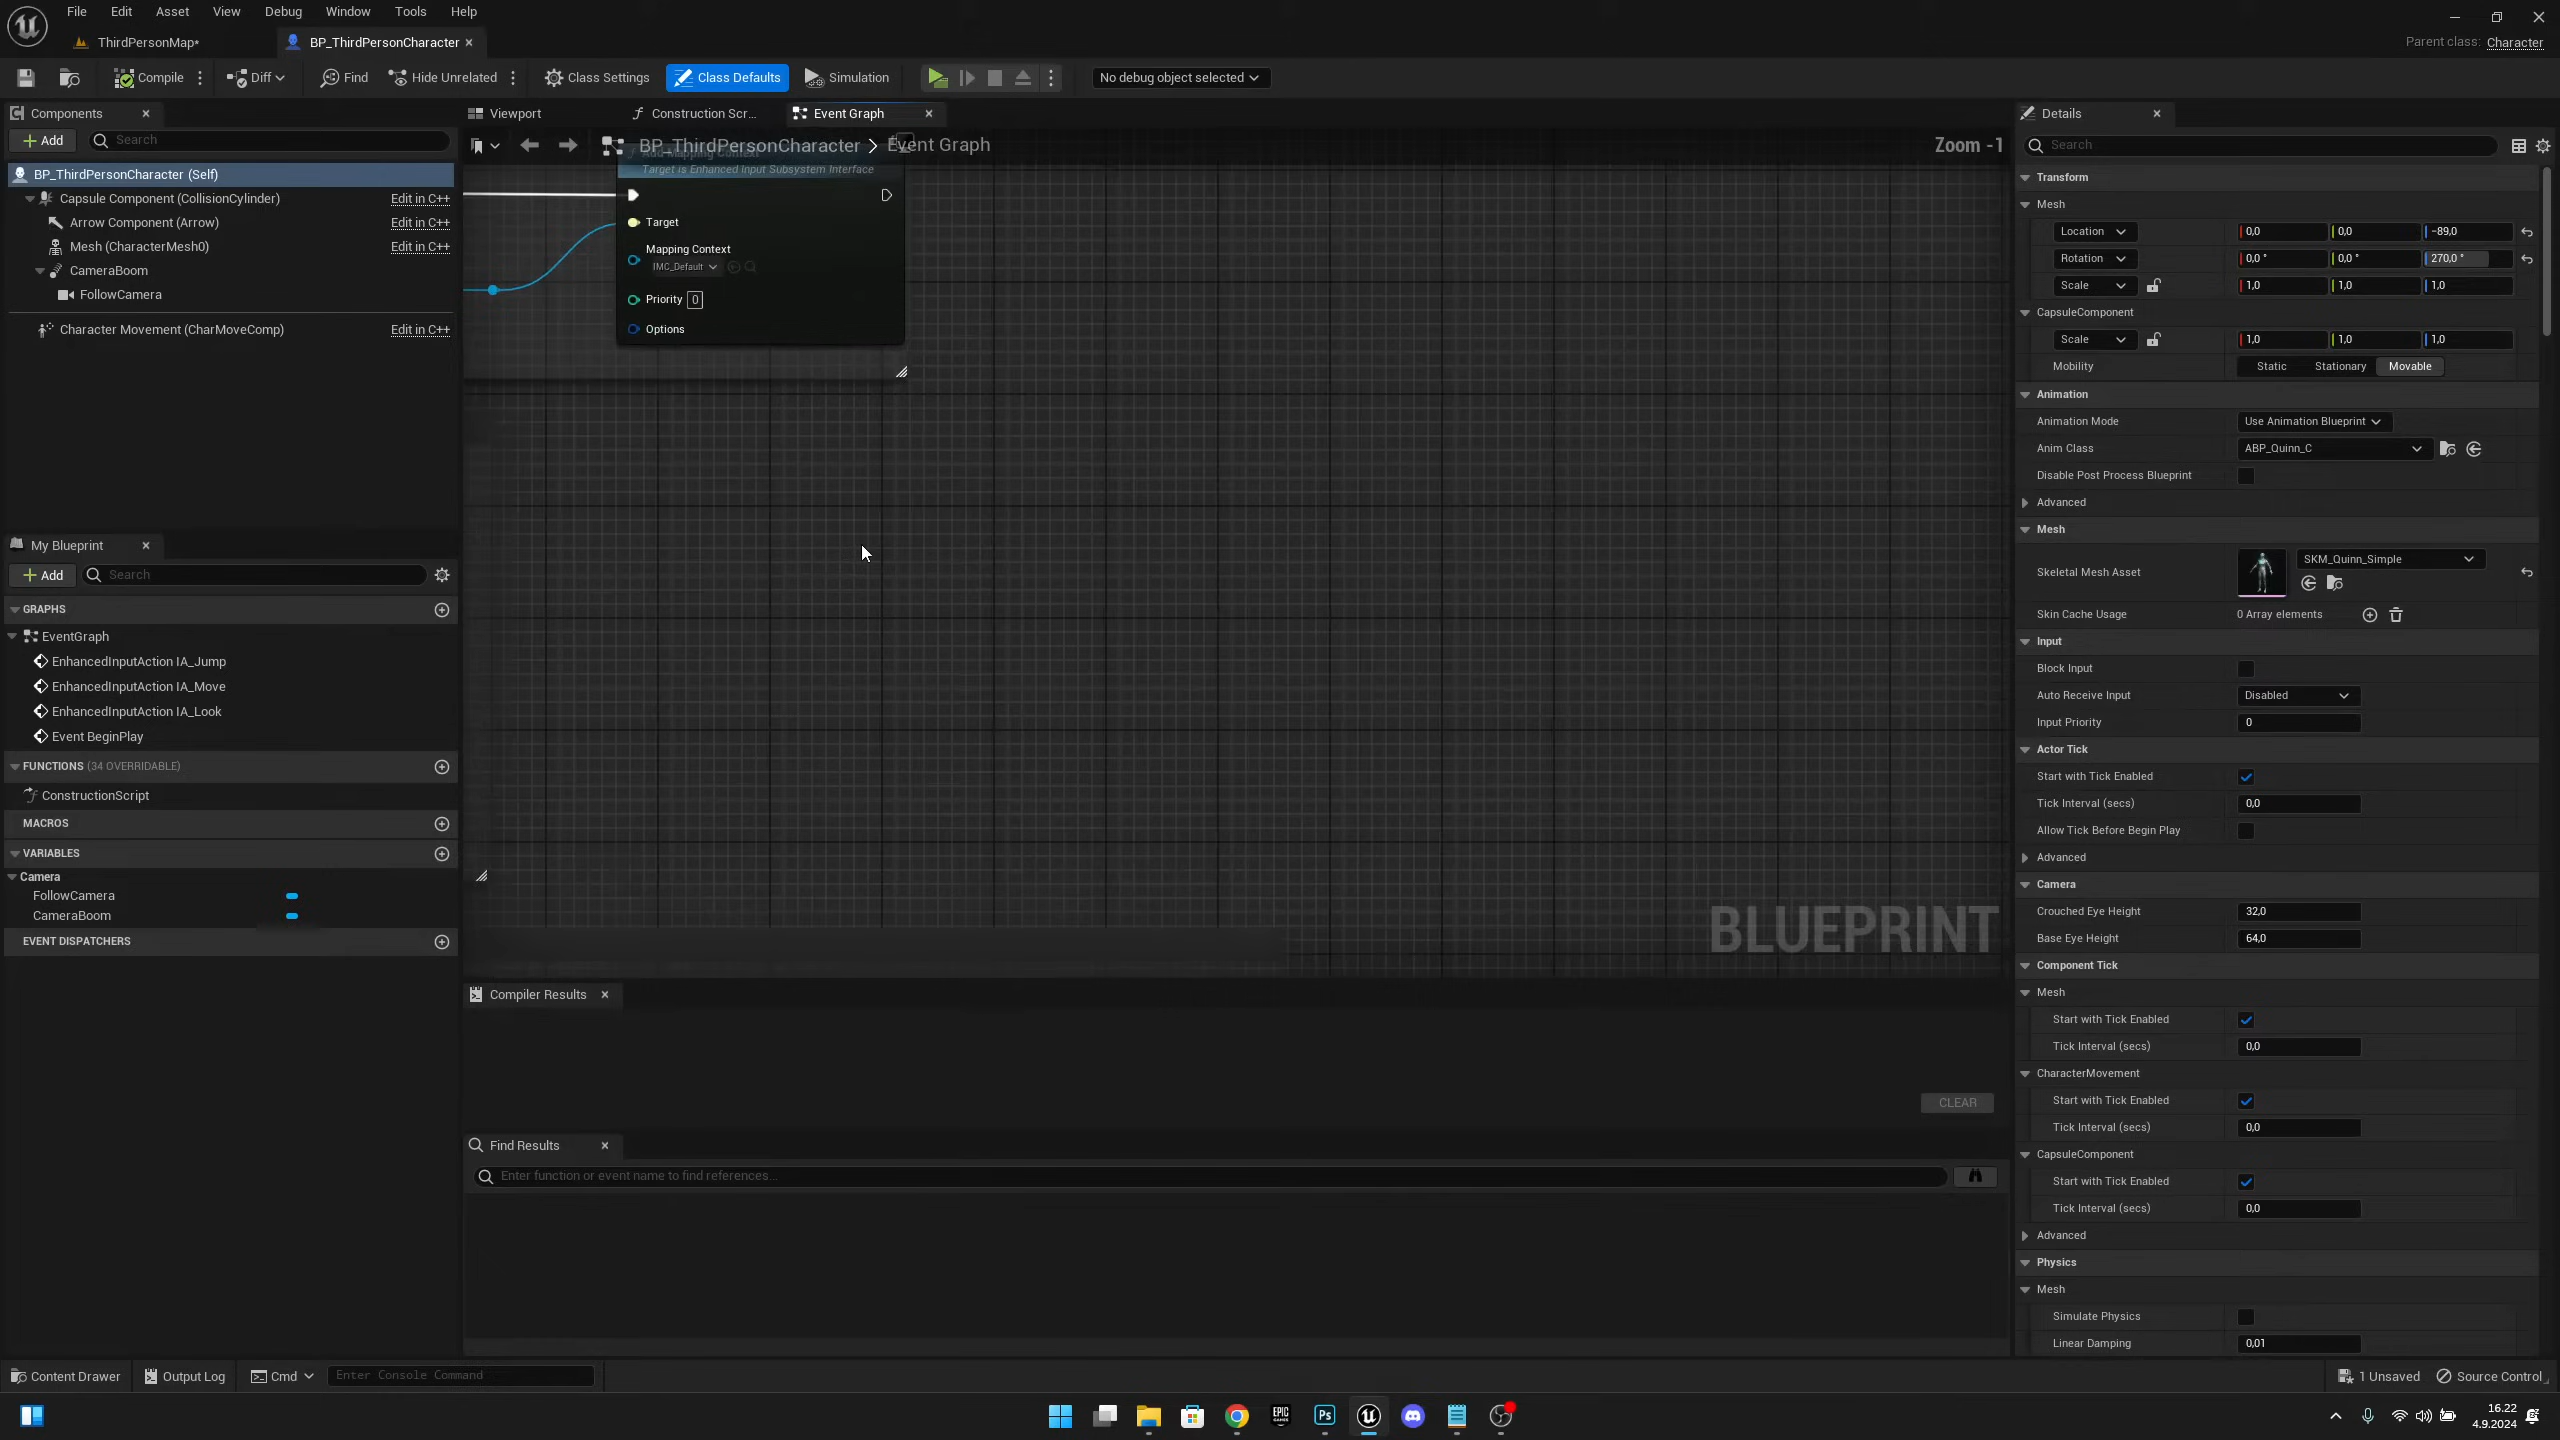 File Edit Asset View Debug Window Tools Help
ThirdPersonMap* BP_ThirdPersonCharacter
Parent class: Character
Compile Diff Find Hide Unrelated Class Settings Class Defaults Simulation No debug object selected
Components
Add Search
BP_ThirdPersonCharacter (Self)
Capsule Component (CollisionCylinder) Edit in C++
Arrow Component (Arrow) Edit in C++
Mesh (CharacterMesh0) Edit in C++
CameraBoom
FollowCamera
Character Movement (CharMoveComp) Edit in C++
My Blueprint
Add Search
GRAPHS
EventGraph
EnhancedInputAction IA_Jump
EnhancedInputAction IA_Move
EnhancedInputAction IA_Look
Event BeginPlay
FUNCTIONS (34 OVERRIDABLE)
ConstructionScript
MACROS
VARIABLES
Camera
FollowCamera
CameraBoom
EVENT DISPATCHERS
Viewport Construction Scr... Event Graph
BP_ThirdPersonCharacter > Event Graph
Zoom -1
Add Mapping Context
Target is Enhanced Input Subsystem Interface
Target
Mapping Context
IMC_Default
Priority 0
Options
BLUEPRINT
Compiler Results
CLEAR
Find Results
Enter function or event name to find references...
Details
Search
Transform
Mesh
Location 0,0 0,0 -89,0
Rotation 0,0 ° 0,0 ° 270,0 °
Scale 1,0 1,0 1,0
CapsuleComponent
Scale 1,0 1,0 1,0
Mobility Static Stationary Movable
Animation
Animation Mode Use Animation Blueprint
Anim Class ABP_Quinn_C
Disable Post Process Blueprint
Advanced
Mesh
Skeletal Mesh Asset SKM_Quinn_Simple
Skin Cache Usage 0 Array elements
Input
Block Input
Auto Receive Input Disabled
Input Priority 0
Actor Tick
Start with Tick Enabled
Tick Interval (secs) 0,0
Allow Tick Before Begin Play
Advanced
Camera
Crouched Eye Height 32,0
Base Eye Height 64,0
Component Tick
Mesh
Start with Tick Enabled
Tick Interval (secs) 0,0
CharacterMovement
Start with Tick Enabled
Tick Interval (secs) 0,0
CapsuleComponent
Start with Tick Enabled
Tick Interval (secs) 0,0
Advanced
Physics
Mesh
Simulate Physics
Linear Damping 0,01
Content Drawer Output Log Cmd Enter Console Command 1 Unsaved Source Control
EPIC GAMES Ps
16.22
4.9.2024